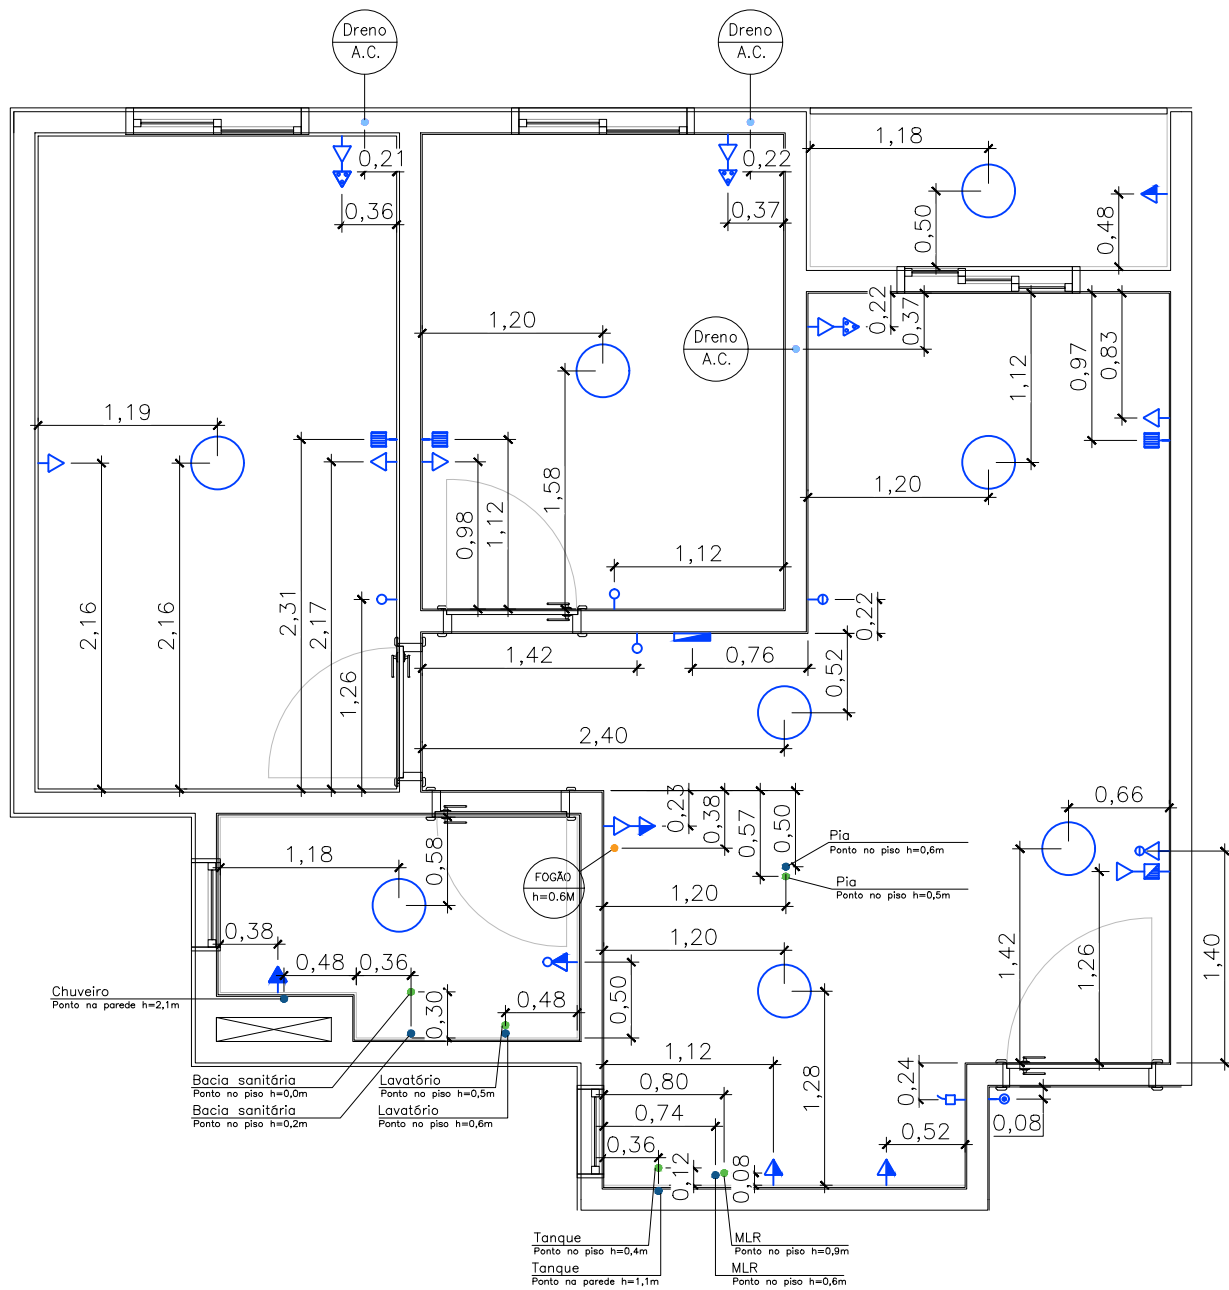 Dreno
A.C.
Dreno
A.C.
0,21
0,36
0,22
0,37
1,18
0,50
0,48
1,20
Dreno
A.C.
0,22
0,37
1,12
0,97
0,83
1,19
1,20
1,58
0,98
1,12
1,12
2,16
2,16
2,31
2,17
1,26
0,22
1,42
0,76
0,52
2,40
0,66
0,23
0,38
0,57
0,50
Pia
Ponto no piso h=0,6m
Pia
Ponto no piso h=0,5m
1,18
0,58
FOGÃO
h=0.6M
1,20
0,38
1,20
1,42
1,26
1,40
0,48
0,36
0,30
0,48
0,50
Chuveiro
Ponto na parede h=2,1m
1,12
0,80
0,74
0,36
0,12
0,08
1,28
0,24
0,52
0,08
Bacia sanitária
Ponto no piso h=0,0m
Bacia sanitária
Ponto no piso h=0,2m
Lavatório
Ponto no piso h=0,5m
Lavatório
Ponto no piso h=0,6m
Tanque
Ponto no piso h=0,4m
Tanque
Ponto na parede h=1,1m
MLR
Ponto no piso h=0,9m
MLR
Ponto no piso h=0,6m